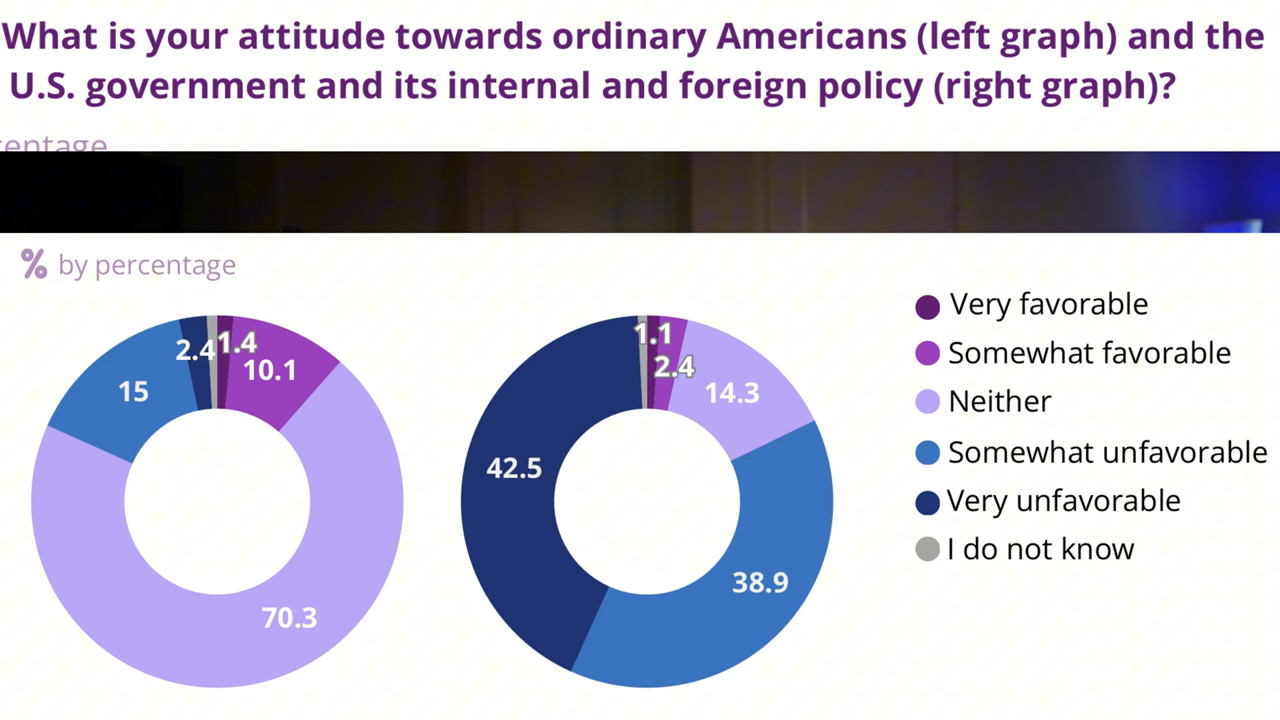 What is your attitude towards ordinary Americans (left graph) and the
U.S. government and its internal and foreign policy (right graph)?
centage
% by percentage
2.4
1.4
10.1
15
70.3
1.1
2.4
14.3
42.5
38.9
Very favorable
Somewhat favorable
Neither
Somewhat unfavorable
Very unfavorable
I do not know